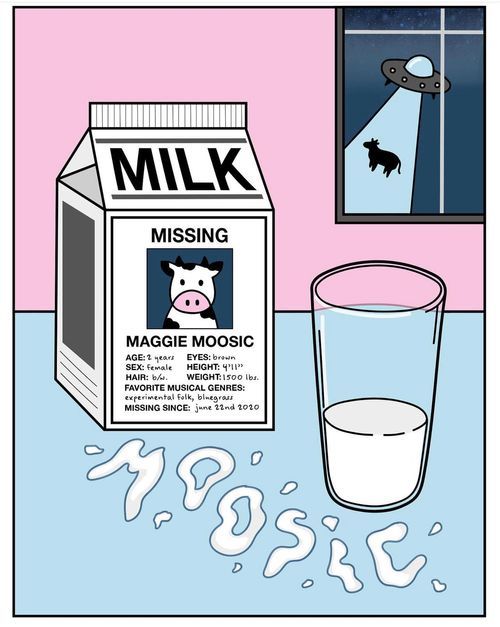 MILK
MISSING
MAGGIE MOOSIC
AGE: 2 years EYES: brown
SEX: female HEIGHT: 4'11"
HAIR: b/w. WEIGHT: 1500 lbs.
FAVORITE MUSICAL GENRES:
experimental folk, bluegrass
MISSING SINCE: june 22nd 2020
MOOSIC